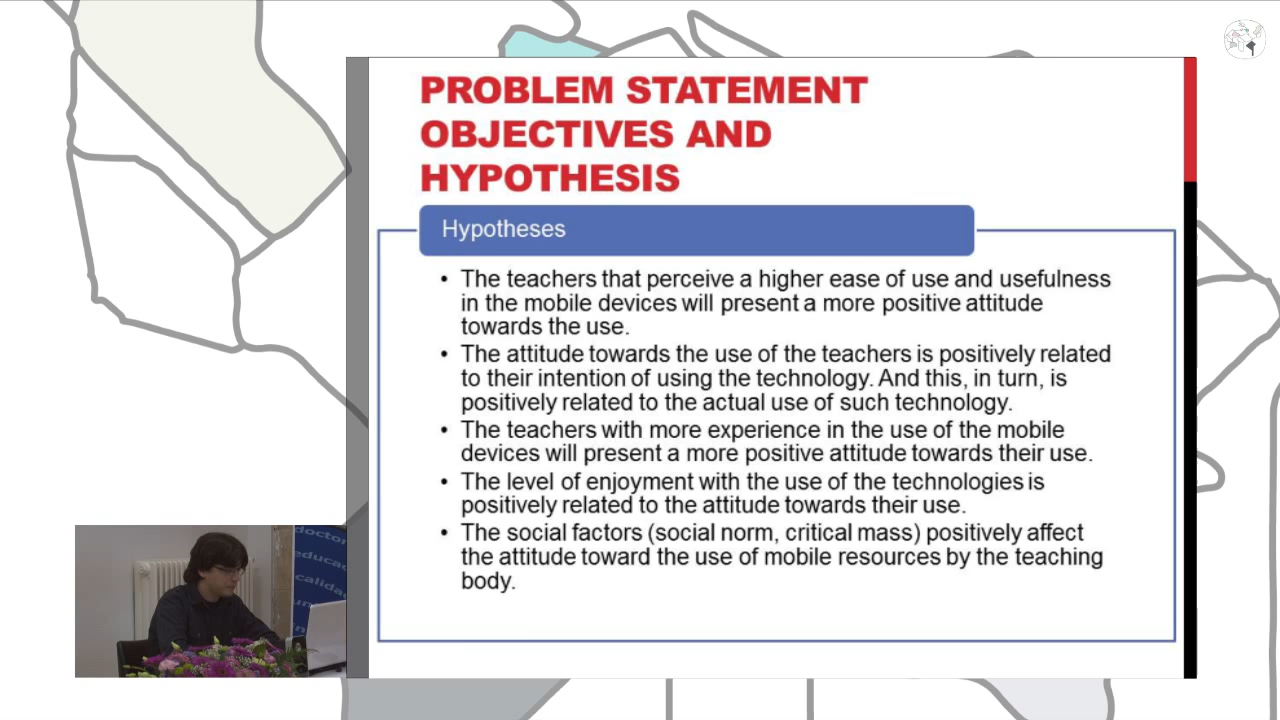 PROBLEM STATEMENT
OBJECTIVES AND
HYPOTHESIS
Hypotheses
• The teachers that perceive a higher ease of use and usefulness
in the mobile devices will present a more positive attitude
towards the use.
• The attitude towards the use of the teachers is positively related
to their intention of using the technology. And this, in turn, is
positively related to the actual use of such technology.
• The teachers with more experience in the use of the mobile
devices will present a more positive attitude towards their use.
• The level of enjoyment with the use of the technologies is
positively related to the attitude towards their use.
• The social factors (social norm, critical mass) positively affect
the attitude toward the use of mobile resources by the teaching
body.
doctor
educac
calidad
un
in